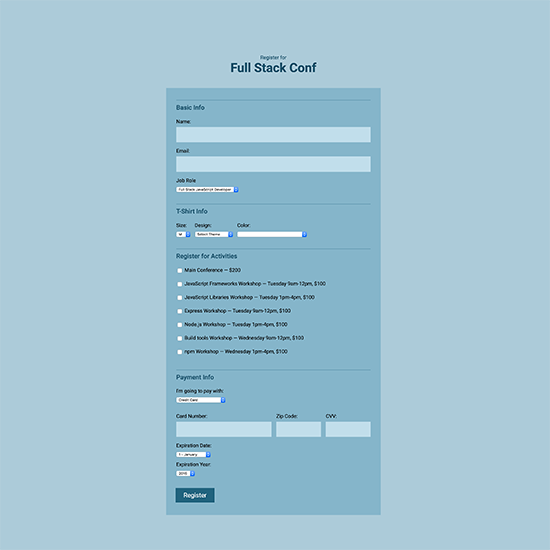 Register for
Full Stack Conf
Basic Info
Name:
Email:
Job Role
Full Stack JavaScript Developer
T-Shirt Info
Size: Design: Color:
M Select Theme
Register for Activities
Main Conference — $200
JavaScript Frameworks Workshop — Tuesday 9am-12pm, $100
JavaScript Libraries Workshop — Tuesday 1pm-4pm, $100
Express Workshop — Tuesday 9am-12pm, $100
Node.js Workshop — Tuesday 1pm-4pm, $100
Build tools Workshop — Wednesday 9am-12pm, $100
npm Workshop — Wednesday 1pm-4pm, $100
Payment Info
I'm going to pay with:
Credit Card
Card Number: Zip Code: CVV:
Expiration Date:
1 - January
Expiration Year:
2016
Register